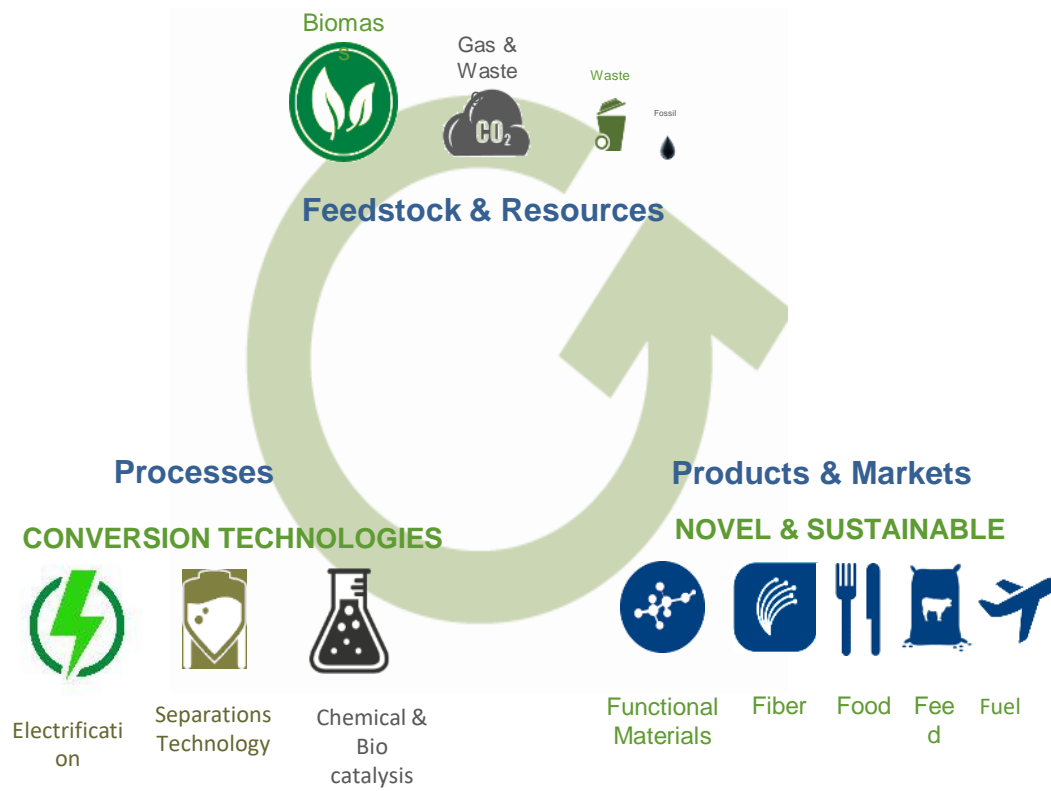 Biomas
s
Gas &
Waste
CO2
Waste
Fossil
Feedstock & Resources
Processes
CONVERSION TECHNOLOGIES
Electrificati
on
Separations
Technology
Chemical &
Bio
catalysis
Products & Markets
NOVEL & SUSTAINABLE
Functional
Materials
Fiber
Food
Fee
d
Fuel